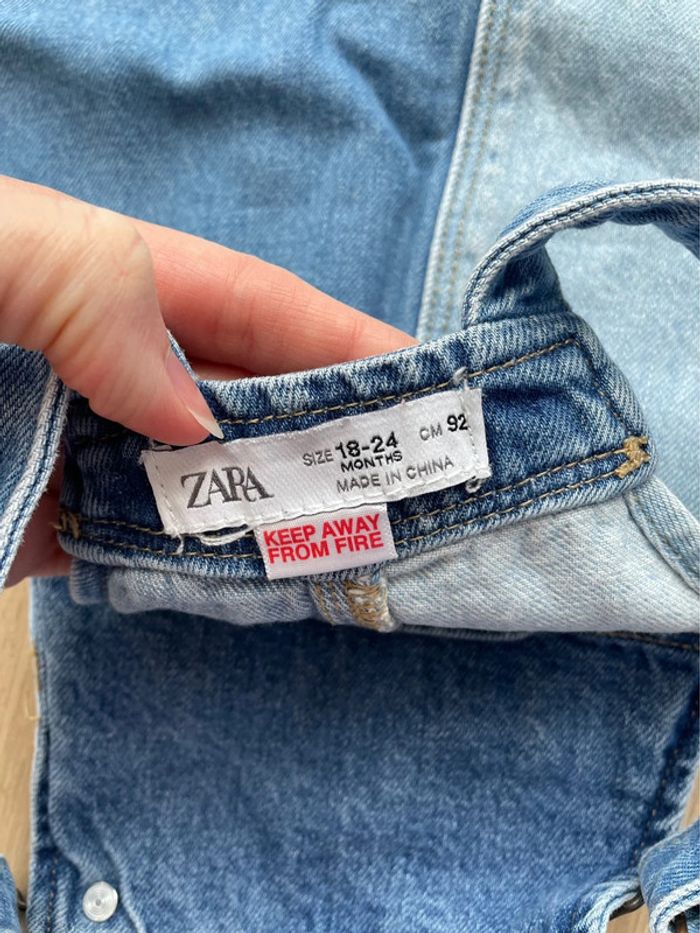 ZARA
SIZE 18-24 CM 92
MONTHS
MADE IN CHINA
KEEP AWAY
FROM FIRE